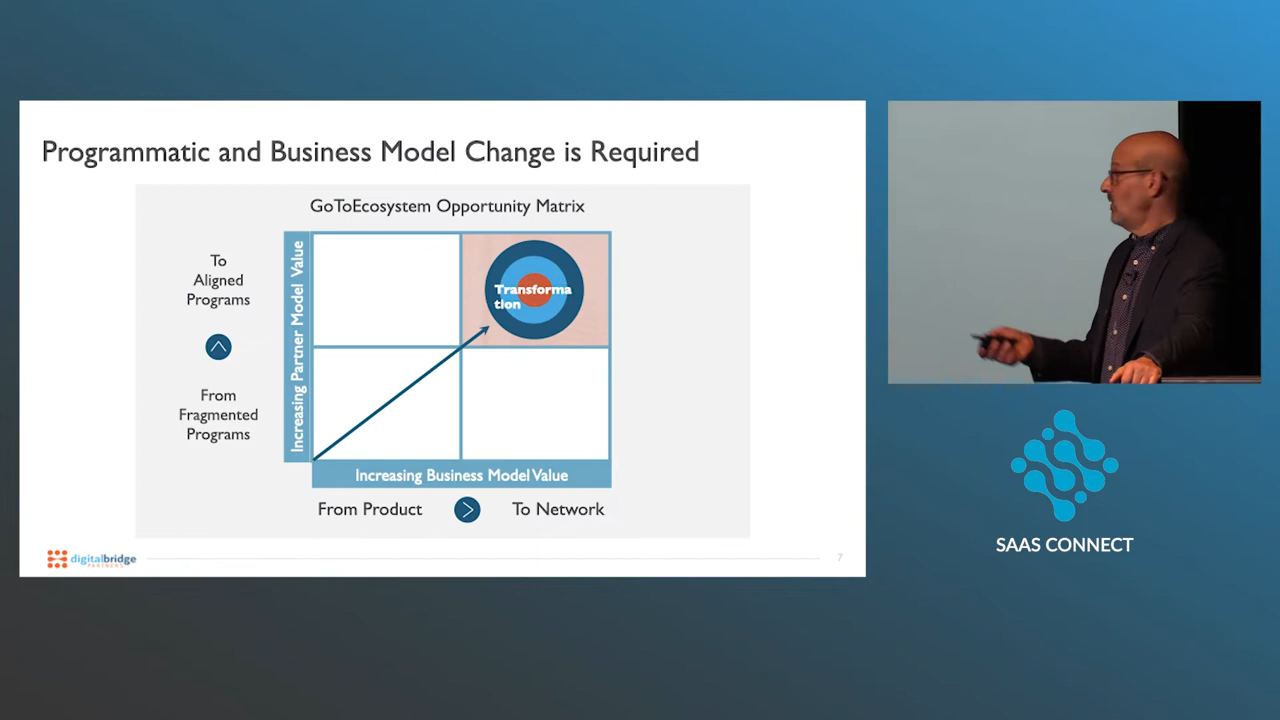 Programmatic and Business Model Change is Required
GoToEcosystem Opportunity Matrix
To
Aligned
Programs
From
Fragmented
Programs
Increasing Partner Model Value
Transforma
tion
Increasing Business Model Value
From Product
To Network
digitalbridge
PARTNERS
7
SAAS CONNECT